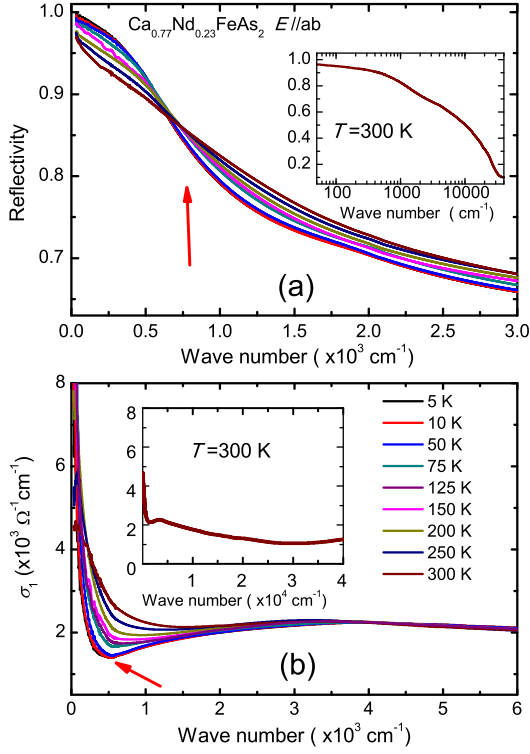 Ca0.77Nd0.23FeAs2 E//ab
1.0
0.9
0.8
0.7
Reflectivity
1.0
0.8
0.6
0.4
0.2
T=300 K
100 1000 10000
Wave number ( cm-1)
(a)
0.0 0.5 1.0 1.5 2.0 2.5 3.0
Wave number ( x10³ cm-1)
8
6
4
2
σ1 (x10³ Ω-1cm-1)
8
6
4
2
0
T=300 K
0 1 2 3 4
Wave number ( x10⁴ cm-1)
5 K
10 K
50 K
75 K
125 K
150 K
200 K
250 K
300 K
(b)
0 1 2 3 4 5 6
Wave number ( x10³ cm-1)